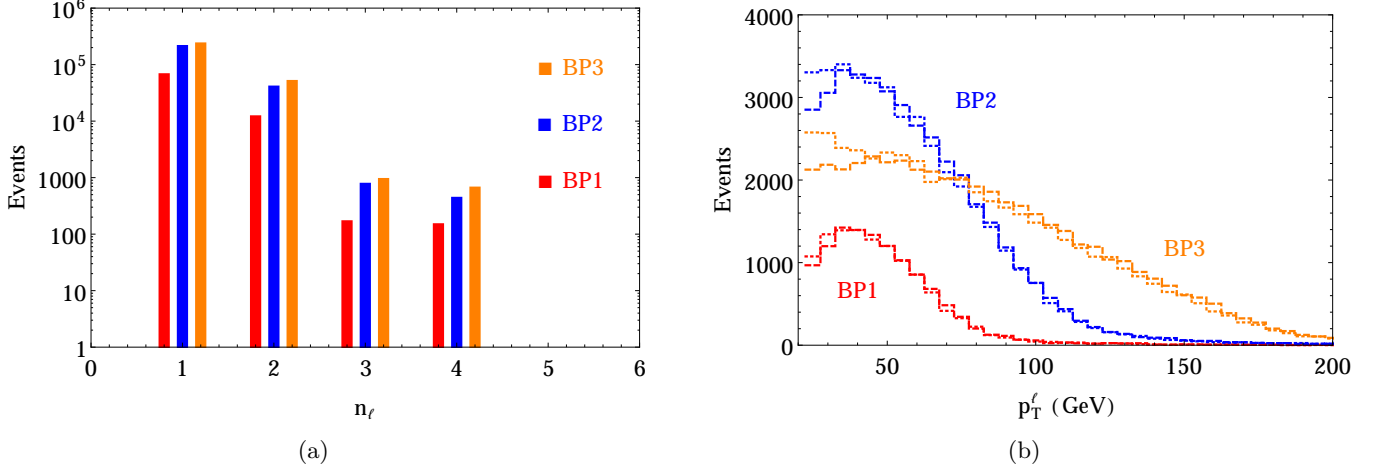 10^6
10^5
10^4
1000
100
10
1
Events
0 1 2 3 4 5 6
n_ℓ
BP3
BP2
BP1
(a)
4000
3000
2000
1000
0
Events
50 100 150 200
p_T^ℓ (GeV)
BP2
BP3
BP1
(b)